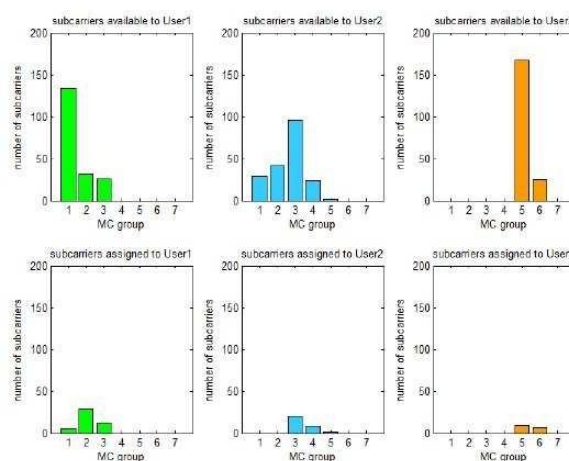 subcarriers available to User1
subcarriers available to User2
subcarriers available to User
200
150
100
50
0
number of subcarriers
1 2 3 4 5 6 7
MC group
200
150
100
50
0
number of subcarriers
1 2 3 4 5 6 7
MC group
200
150
100
50
0
number of subcarriers
1 2 3 4 5 6 7
MC group
subcarriers assigned to User1
subcarriers assigned to User2
subcarriers assigned to User
200
150
100
50
0
number of subcarriers
1 2 3 4 5 6 7
MC group
200
150
100
50
0
number of subcarriers
1 2 3 4 5 6 7
MC group
200
150
100
50
0
number of subcarriers
1 2 3 4 5 6 7
MC group